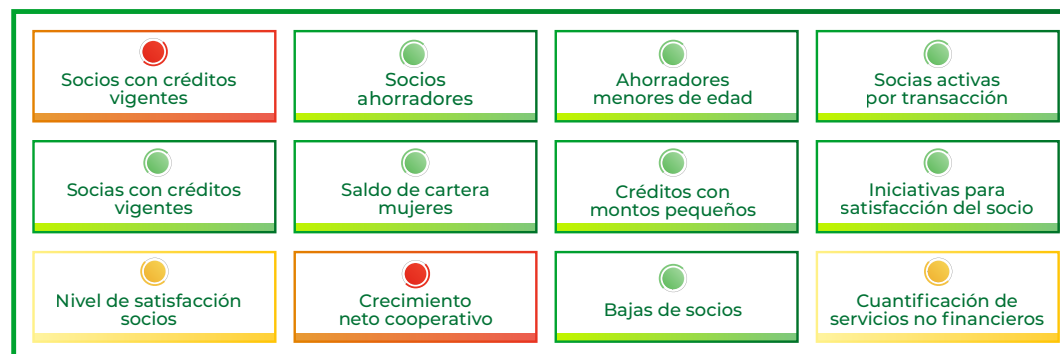 Socios con créditos
vigentes
Socios
ahorradores
Ahorradores
menores de edad
Socias activas
por transacción
Socias con créditos
vigentes
Saldo de cartera
mujeres
Créditos con
montos pequeños
Iniciativas para
satisfacción del socio
Nivel de satisfacción
socios
Crecimiento
neto cooperativo
Bajas de socios
Cuantificación de
servicios no financieros